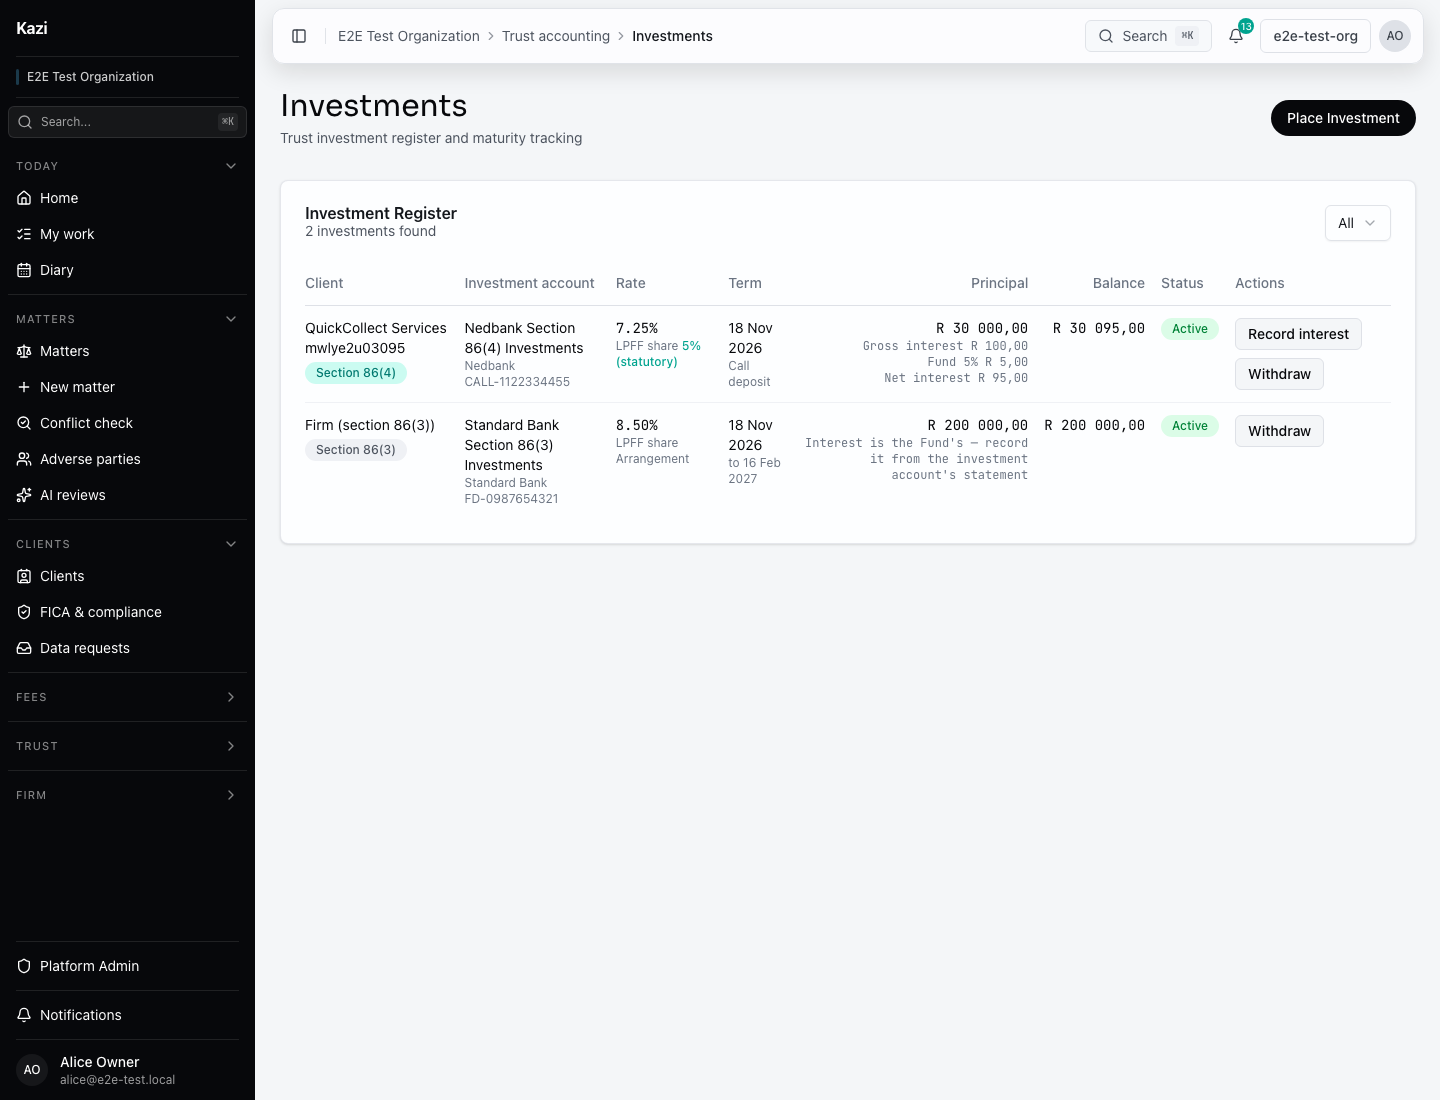 Kazi
E2E Test Organization
Search...
⌘K
TODAY
Home
My work
Diary
MATTERS
Matters
New matter
Conflict check
Adverse parties
AI reviews
CLIENTS
Clients
FICA & compliance
Data requests
FEES
TRUST
FIRM
Platform Admin
Notifications
AO
Alice Owner
alice@e2e-test.local
E2E Test Organization > Trust accounting > Investments
Search ⌘K
13
e2e-test-org
AO
Investments
Trust investment register and maturity tracking
Place Investment
Investment Register
2 investments found
All
Client Investment account Rate Term Principal Balance Status Actions
QuickCollect Services
mwlye2u03095
Section 86(4)
Nedbank Section
86(4) Investments
Nedbank
CALL-1122334455
7.25%
LPFF share 5%
(statutory)
18 Nov
2026
Call
deposit
R 30 000,00
Gross interest R 100,00
Fund 5% R 5,00
Net interest R 95,00
R 30 095,00
Active
Record interest
Withdraw
Firm (section 86(3))
Section 86(3)
Standard Bank
Section 86(3)
Investments
Standard Bank
FD-0987654321
8.50%
LPFF share
Arrangement
18 Nov
2026
to 16 Feb
2027
R 200 000,00
Interest is the Fund's — record
it from the investment
account's statement
R 200 000,00
Active
Withdraw